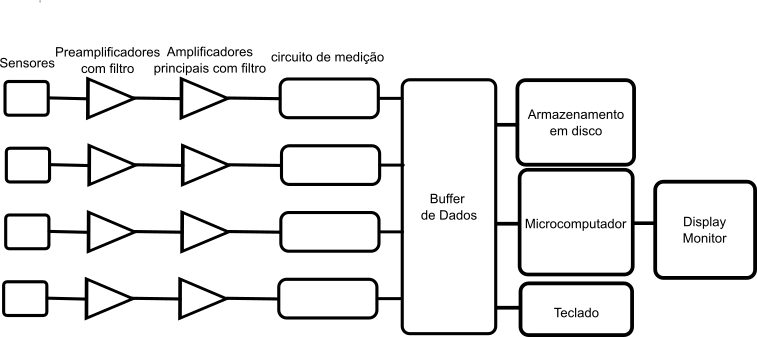 Sensores
Preamplificadores
com filtro
Amplificadores
principais com filtro
circuito de medição
Buffer
de Dados
Armazenamento
em disco
Microcomputador
Display
Monitor
Teclado